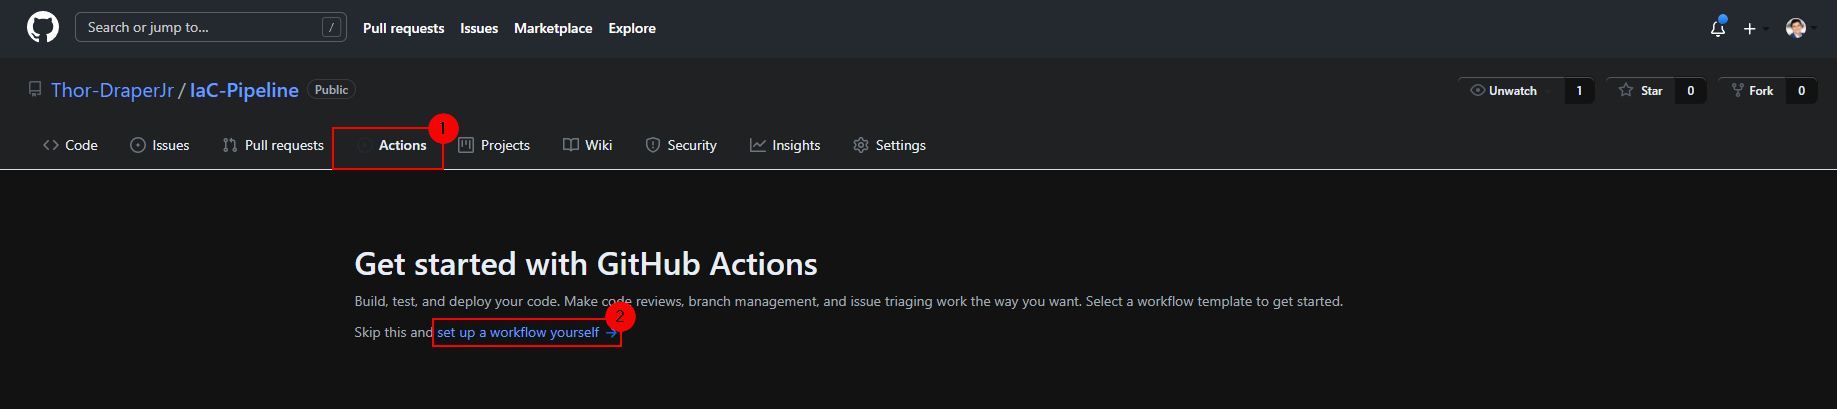 Search or jump to... / Pull requests Issues Marketplace Explore
Thor-DraperJr / IaC-Pipeline Public Unwatch 1 Star 0 Fork 0
Code Issues Pull requests Actions 1 Projects Wiki Security Insights Settings
Get started with GitHub Actions
Build, test, and deploy your code. Make code reviews, branch management, and issue triaging work the way you want. Select a workflow template to get started.
Skip this and set up a workflow yourself → 2